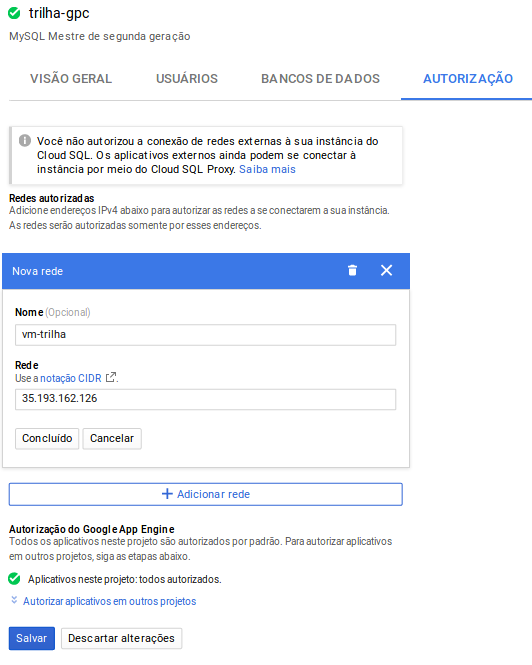 trilha-gpc
MySQL Mestre de segunda geração
VISÃO GERAL USUÁRIOS BANCOS DE DADOS AUTORIZAÇÃO
Você não autorizou a conexão de redes externas à sua instância do
Cloud SQL. Os aplicativos externos ainda podem se conectar à
instância por meio do Cloud SQL Proxy. Saiba mais
Redes autorizadas
Adicione endereços IPv4 abaixo para autorizar as redes a se conectarem a sua instância.
As redes serão autorizadas somente por esses endereços.
Nova rede
Nome (Opcional)
vm-trilha
Rede
Use a notação CIDR.
35.193.162.126
Concluído Cancelar
+ Adicionar rede
Autorização do Google App Engine
Todos os aplicativos neste projeto são autorizados por padrão. Para autorizar aplicativos
em outros projetos, siga as etapas abaixo.
Aplicativos neste projeto: todos autorizados.
Autorizar aplicativos em outros projetos
Salvar Descartar alterações